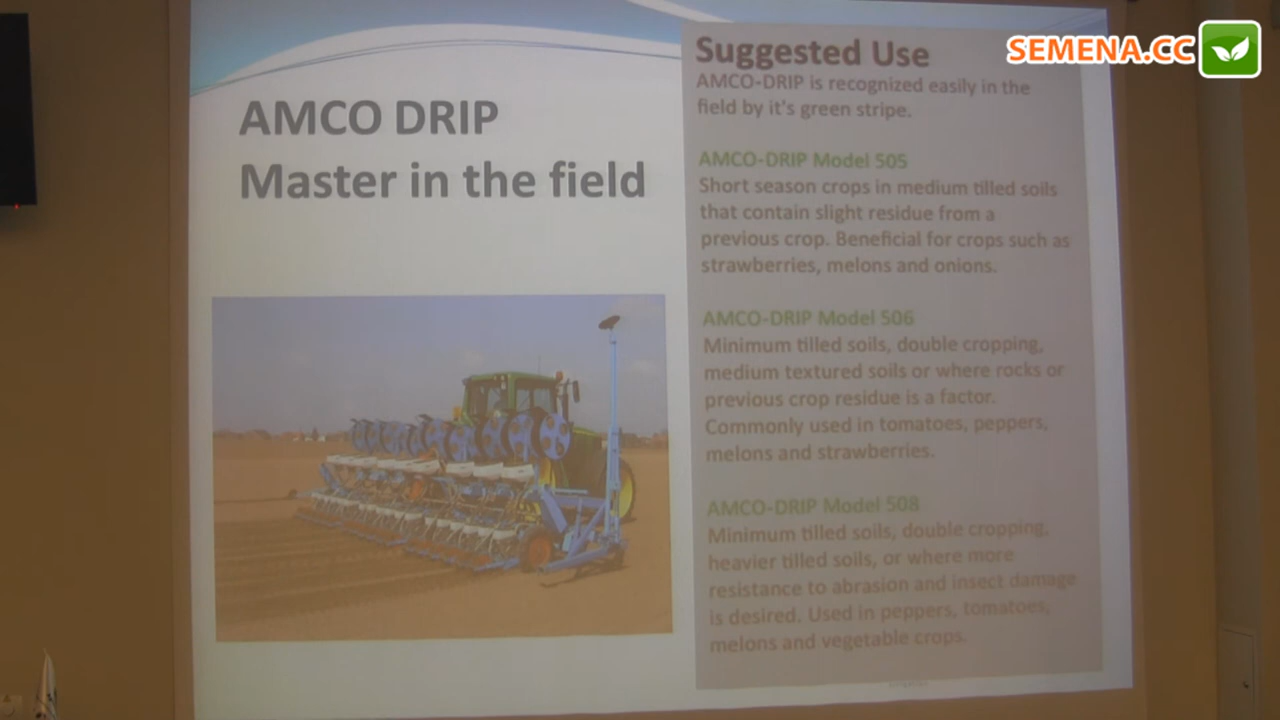 SEMENA.CC
AMCO DRIP
Master in the field
Suggested Use
AMCO-DRIP is recognized easily in the
field by it's green stripe.
AMCO-DRIP Model 505
Short season crops in medium tilled soils
that contain slight residue from a
previous crop. Beneficial for crops such as
strawberries, melons and onions.
AMCO-DRIP Model 506
Minimum tilled soils, double cropping,
medium textured soils or where rocks or
previous crop residue is a factor.
Commonly used in tomatoes, peppers,
melons and strawberries.
AMCO-DRIP Model 508
Minimum tilled soils, double cropping,
heavier tilled soils, or where more
resistance to abrasion and insect damage
is desired. Used in peppers, tomatoes,
melons and vegetable crops.